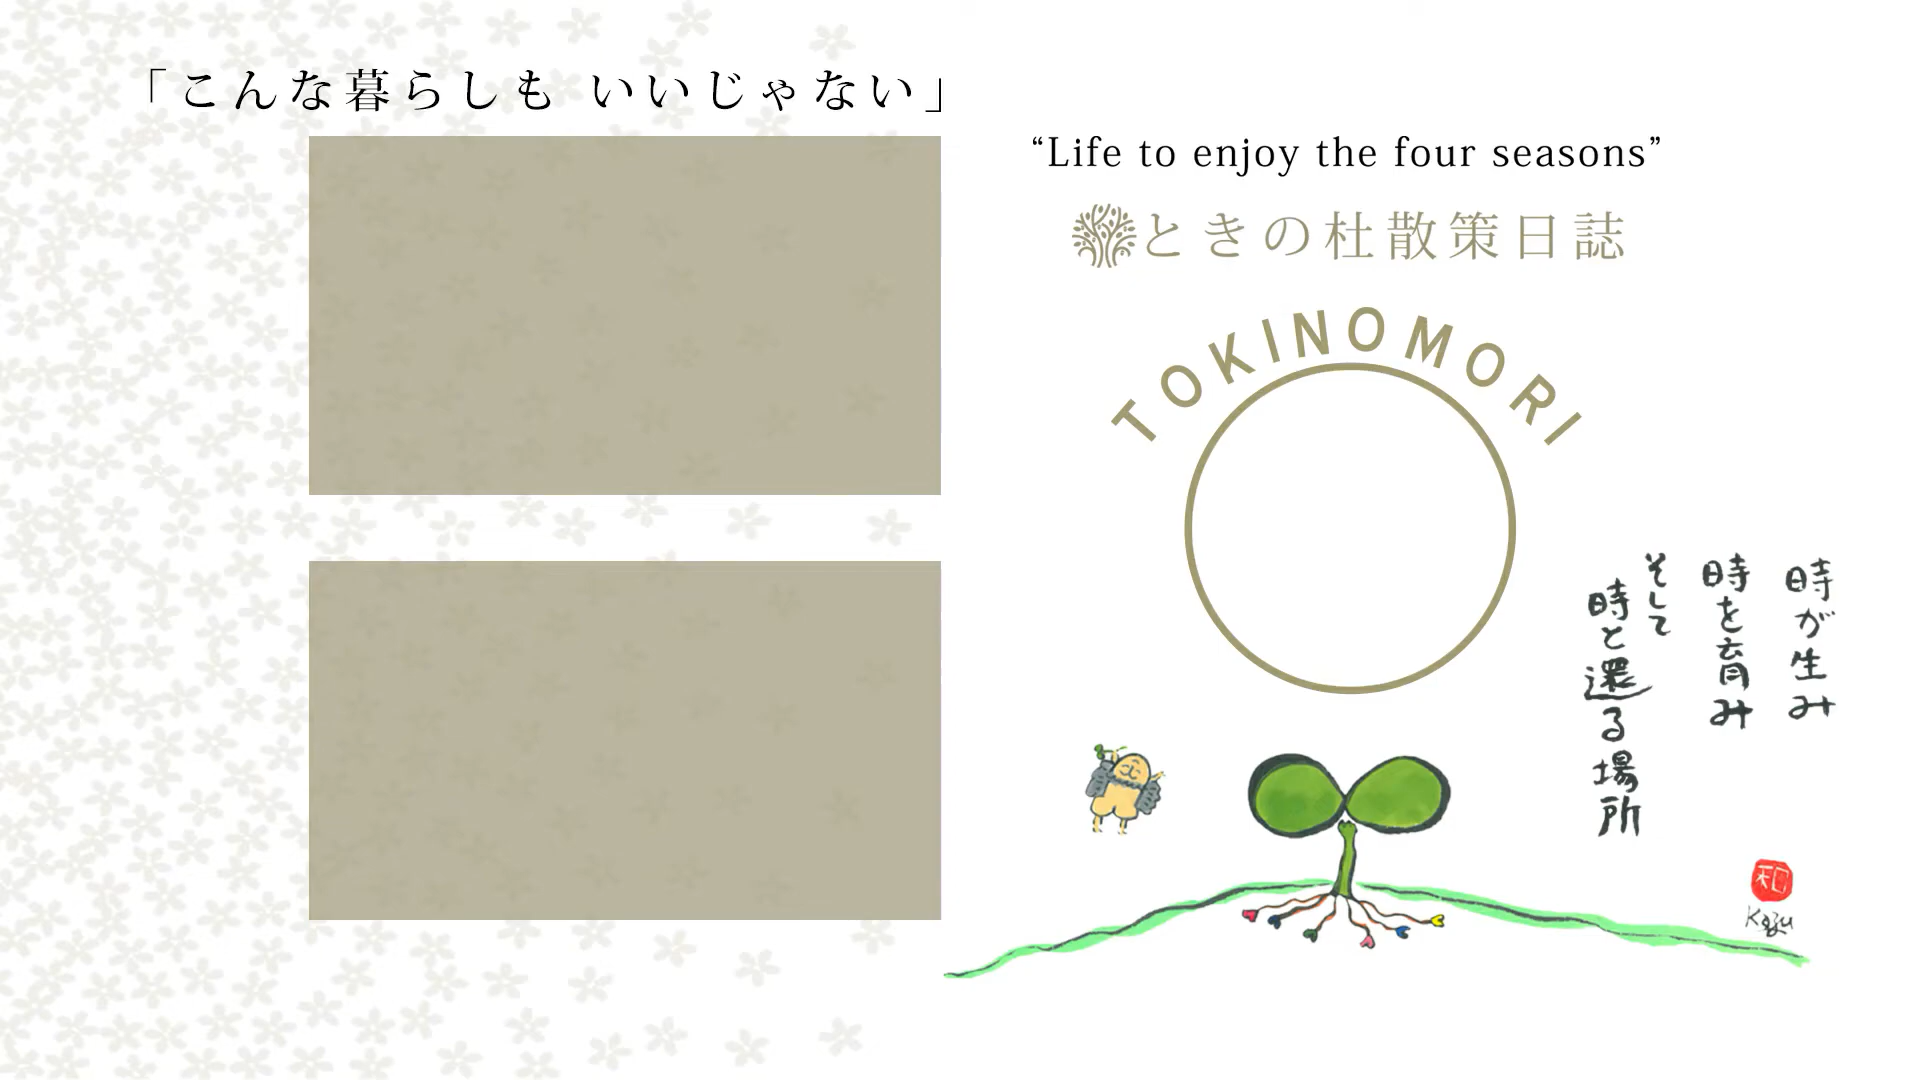 「こんな暮らしも いいじゃない」
“Life to enjoy the four seasons”
ときの杜散策日誌
TOKINOMORI
時が生み
時を育み
そして
時と還る場所
和
Kazu